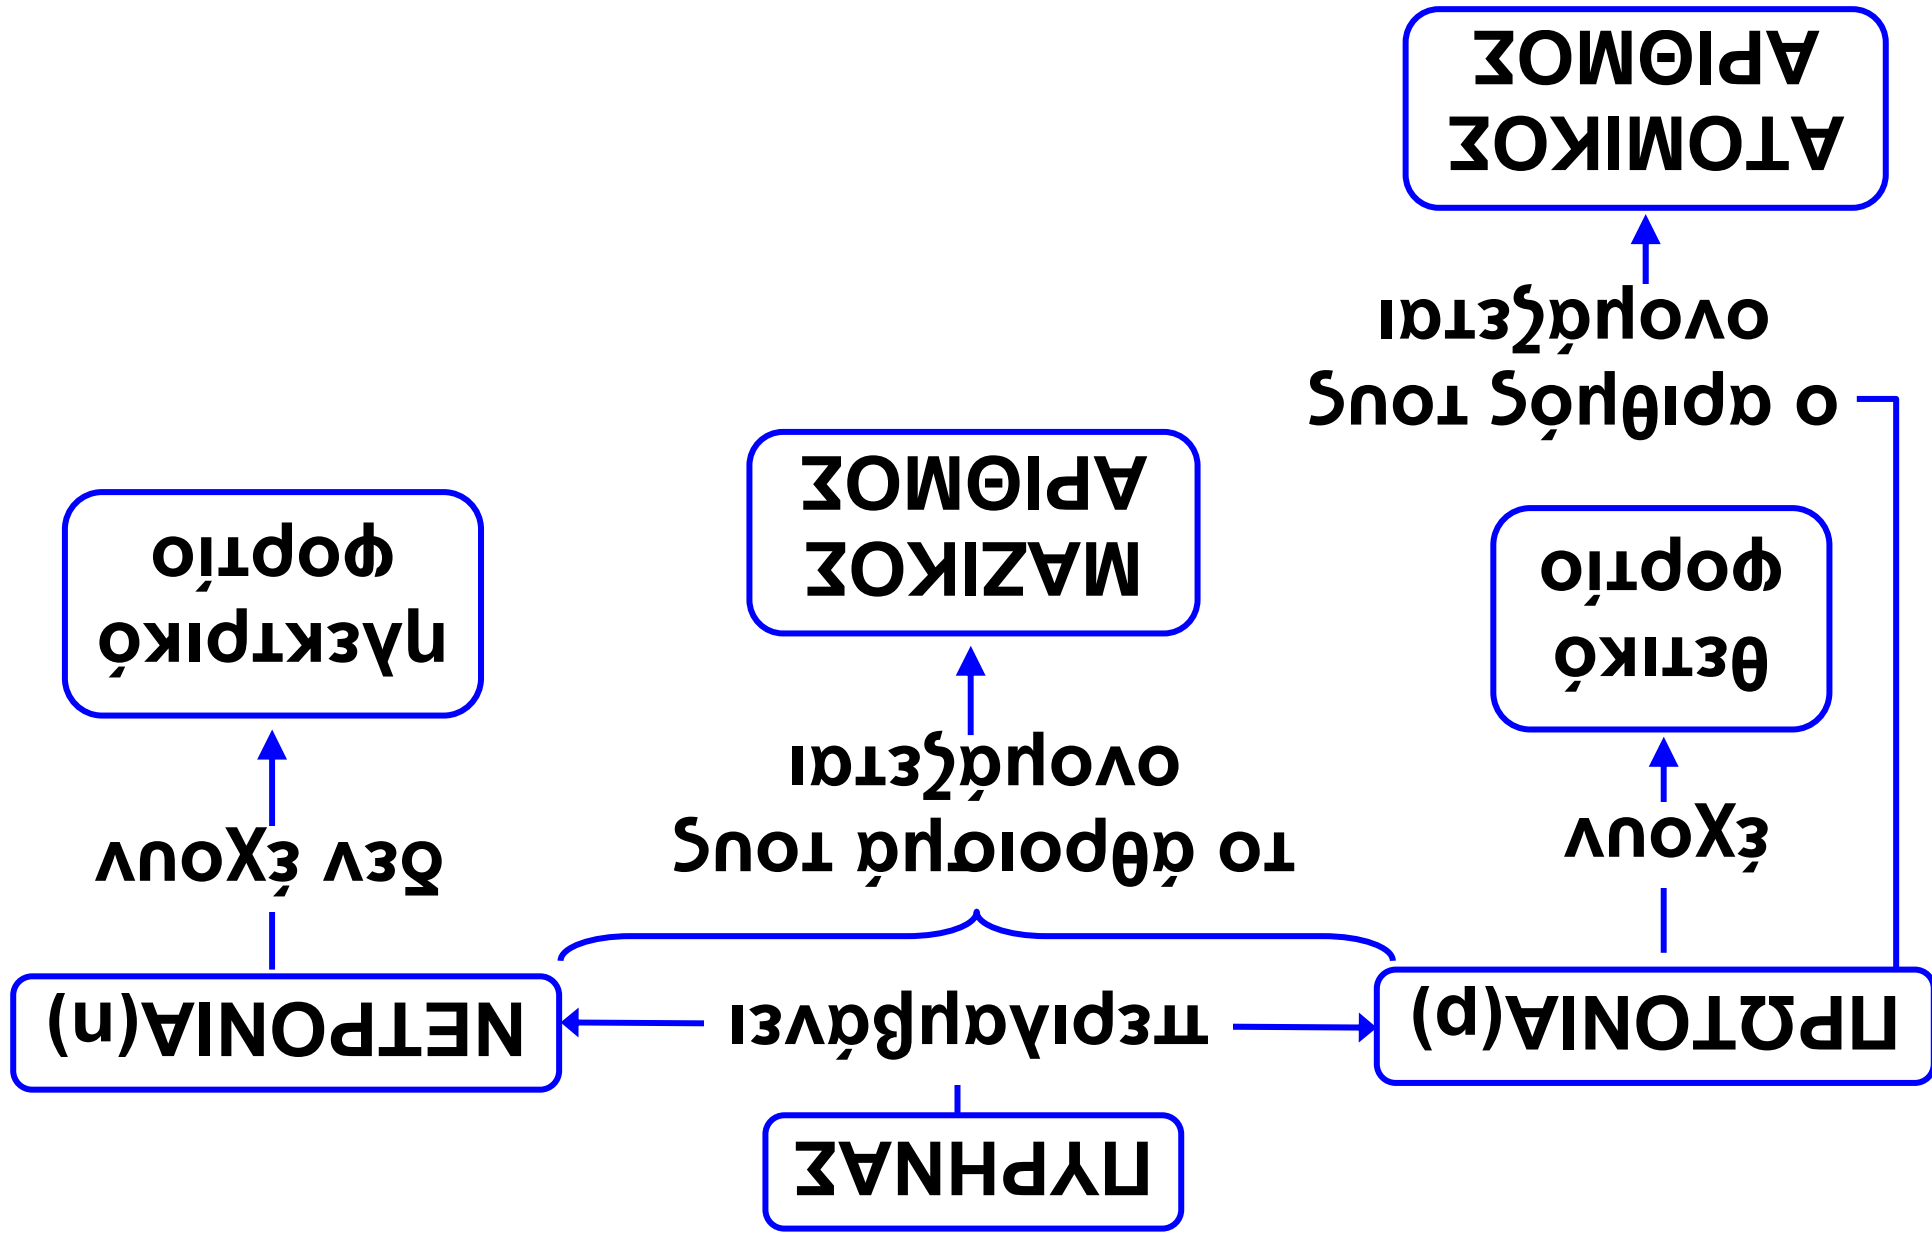 ΠΥΡΗΝΑΣ
περιλαμβάνει
ΠΡΩΤΟΝΙΑ(p)
ΝΕΤΡΟΝΙΑ(n)
έχουν
θετικό
φορτίο
ο αριθμός τους
ονομάζεται
ΑΤΟΜΙΚΟΣ
ΑΡΙΘΜΟΣ
το άθροισμά τους
ονομάζεται
ΜΑΖΙΚΟΣ
ΑΡΙΘΜΟΣ
δεν έχουν
ηλεκτρικό
φορτίο